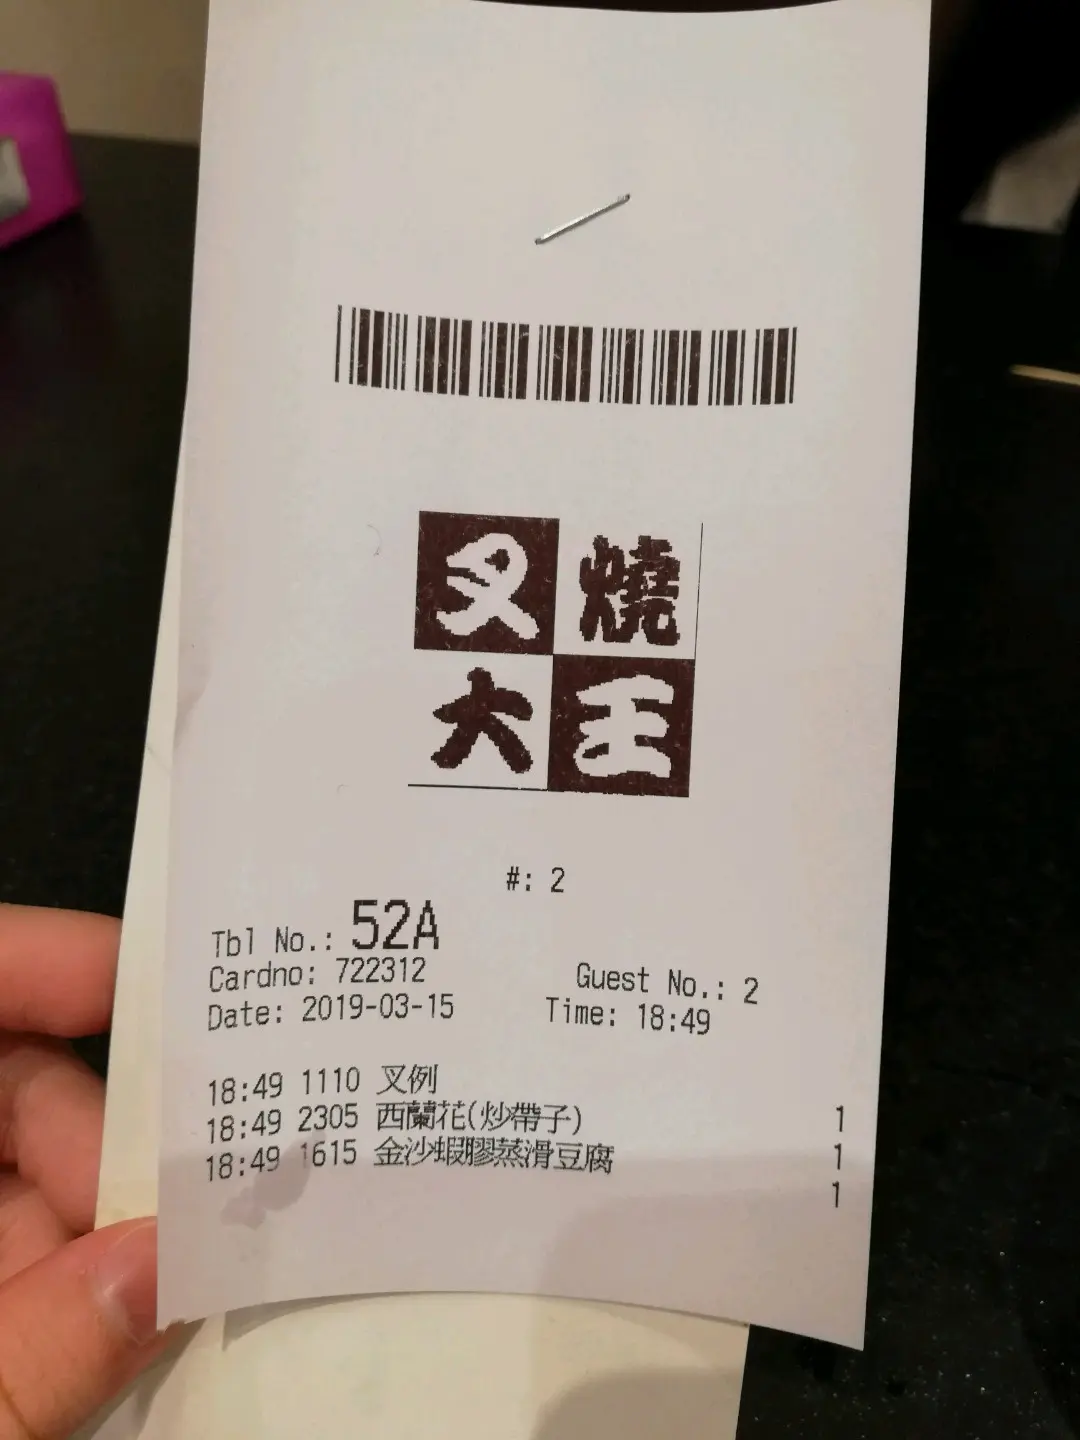 叉燒
大王
#: 2
Tbl No.: 52A
Cardno: 722312 Guest No.: 2
Date: 2019-03-15 Time: 18:49
18:49 1110 叉例 1
18:49 2305 西蘭花(炒帶子) 1
18:49 1615 金沙蝦膠蒸滑豆腐 1